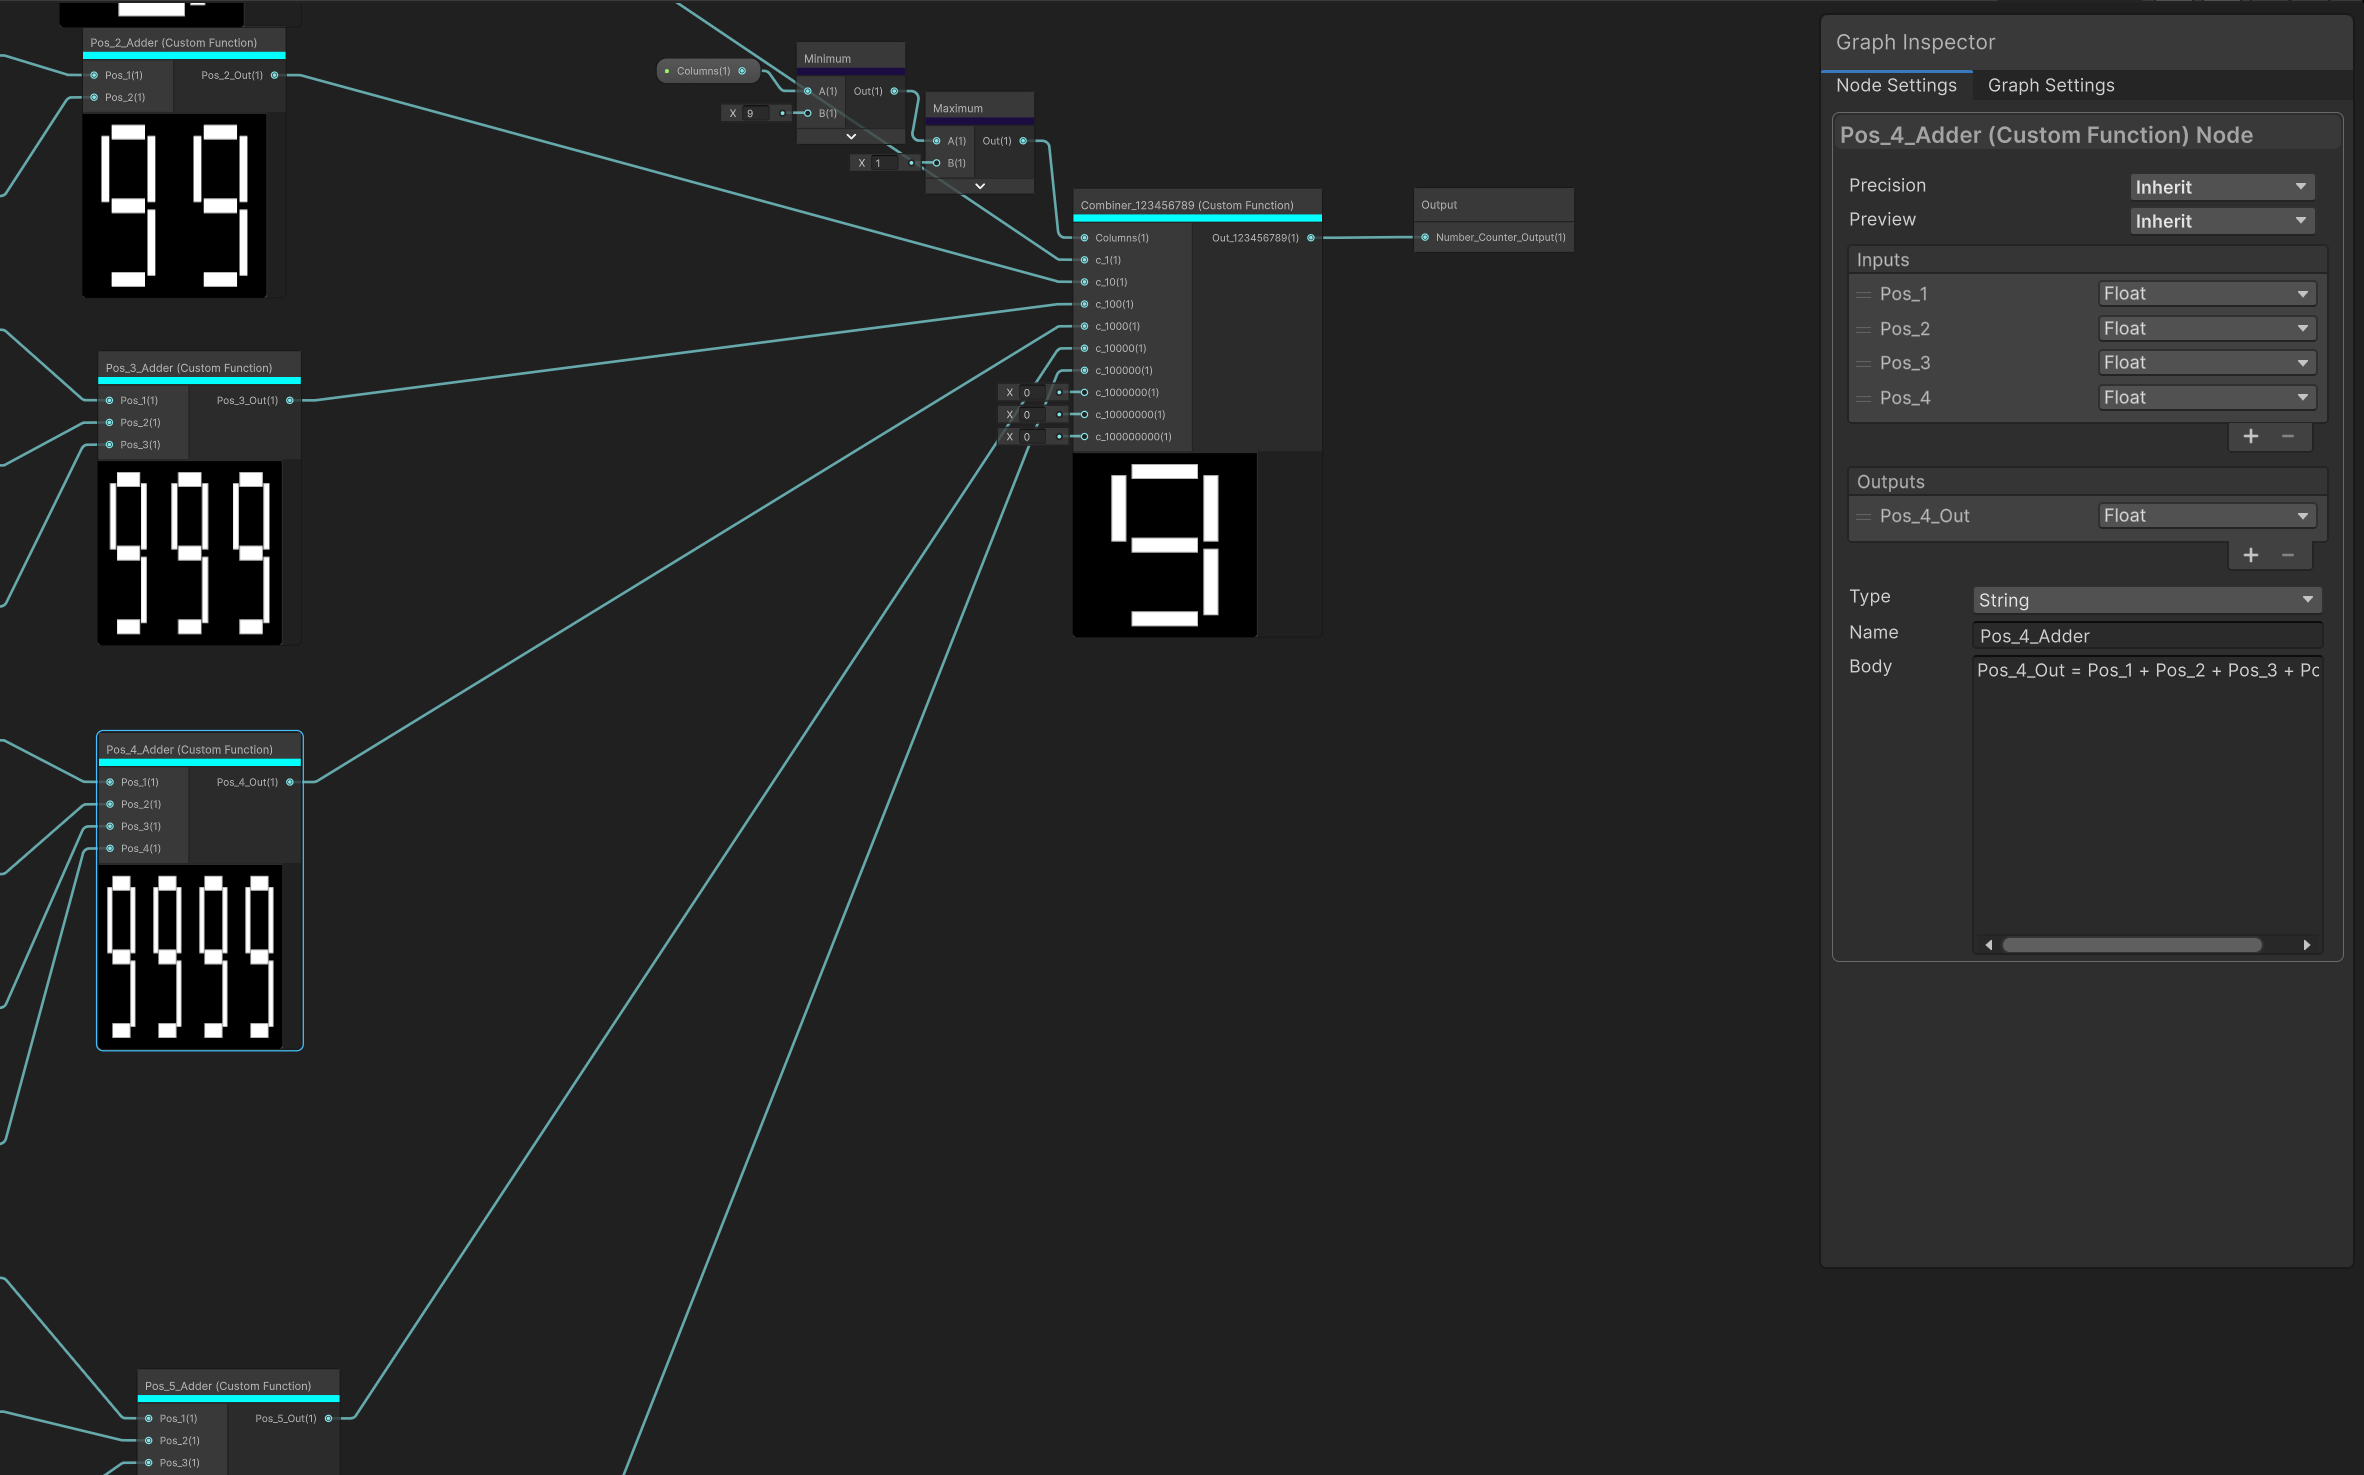 Pos_2_Adder (Custom Function)
Pos_1(1)
Pos_2(1)
Pos_2_Out(1)
99
Pos_3_Adder (Custom Function)
Pos_1(1)
Pos_2(1)
Pos_3(1)
Pos_3_Out(1)
999
Pos_4_Adder (Custom Function)
Pos_1(1)
Pos_2(1)
Pos_3(1)
Pos_4(1)
Pos_4_Out(1)
9999
Pos_5_Adder (Custom Function)
Pos_1(1)
Pos_2(1)
Pos_3(1)
Pos_5_Out(1)
Columns(1)
X 9
Minimum
A(1)
B(1)
Out(1)
X 1
Maximum
A(1)
B(1)
Out(1)
Combiner_123456789 (Custom Function)
Columns(1)
c_1(1)
c_10(1)
c_100(1)
c_1000(1)
c_10000(1)
c_100000(1)
X 0 c_1000000(1)
X 0 c_10000000(1)
X 0 c_100000000(1)
Out_123456789(1)
9
Output
Number_Counter_Output(1)
Graph Inspector
Node Settings Graph Settings
Pos_4_Adder (Custom Function) Node
Precision Inherit
Preview Inherit
Inputs
Pos_1 Float
Pos_2 Float
Pos_3 Float
Pos_4 Float
+ −
Outputs
Pos_4_Out Float
+ −
Type String
Name Pos_4_Adder
Body Pos_4_Out = Pos_1 + Pos_2 + Pos_3 +